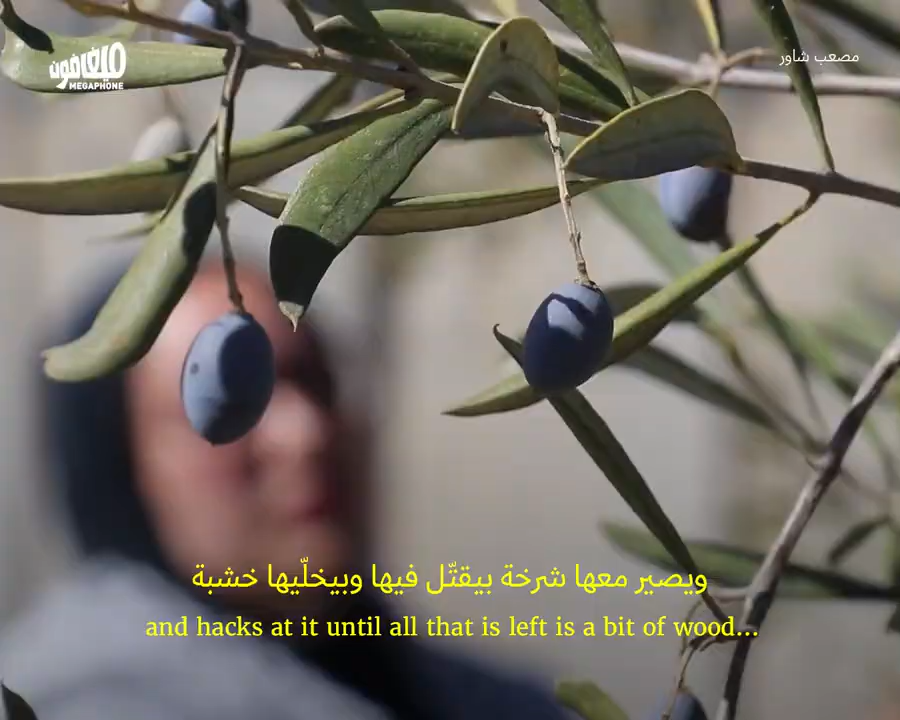 ميغافون
MEGAPHONE
مصعب شاور
ويصير معها شرخة بيقتّل فيها وبيخلّيها خشبة
and hacks at it until all that is left is a bit of wood...